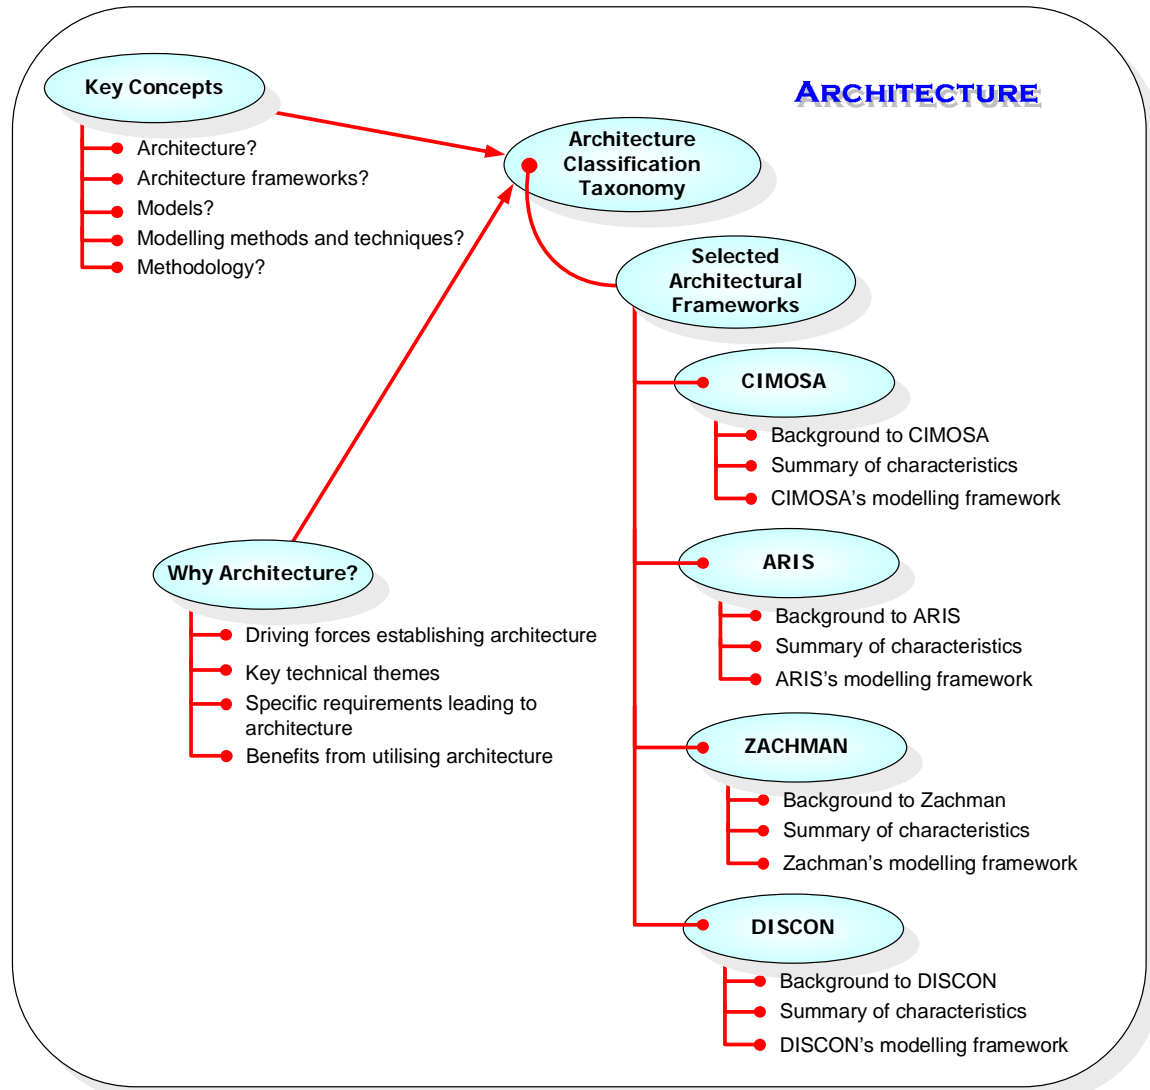 ARCHITECTURE
Key Concepts
Architecture?
Architecture frameworks?
Models?
Modelling methods and techniques?
Methodology?
Architecture
Classification
Taxonomy
Selected
Architectural
Frameworks
CIMOSA
Background to CIMOSA
Summary of characteristics
CIMOSA's modelling framework
ARIS
Background to ARIS
Summary of characteristics
ARIS's modelling framework
Why Architecture?
Driving forces establishing architecture
Key technical themes
Specific requirements leading to
architecture
Benefits from utilising architecture
ZACHMAN
Background to Zachman
Summary of characteristics
Zachman's modelling framework
DISCON
Background to DISCON
Summary of characteristics
DISCON's modelling framework